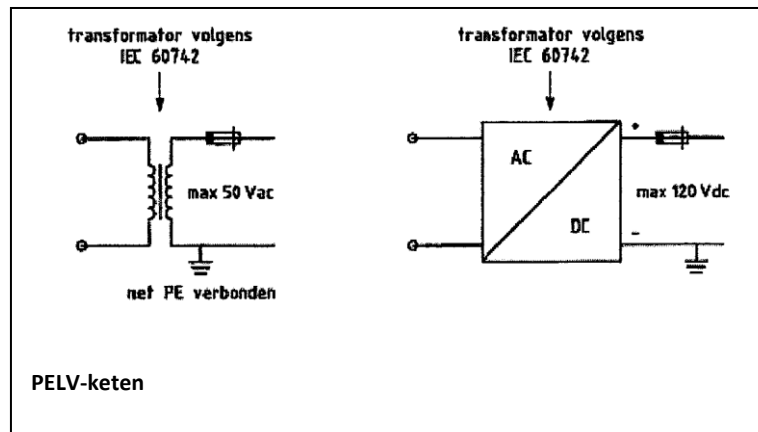 transformator volgens
IEC 60742
max 50 Vac
met PE verbonden
transformator volgens
IEC 60742
AC
DC
+
max 120 Vdc
-
PELV-keten